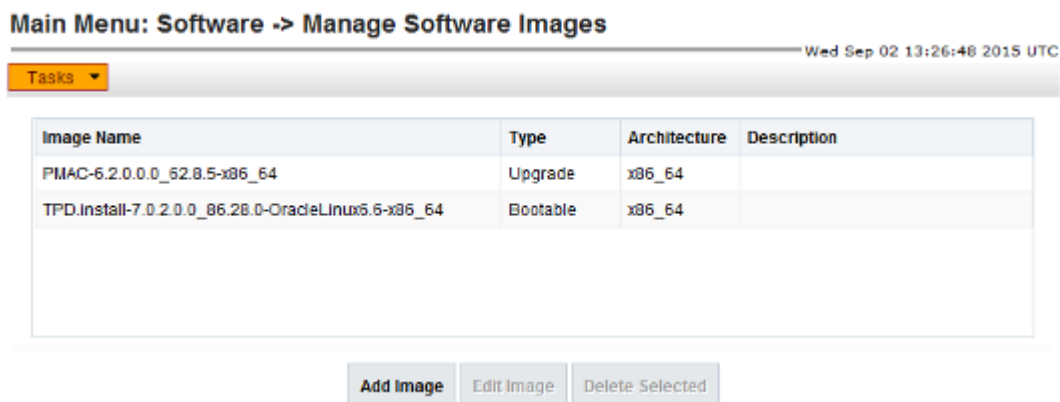 Main Menu: Software -> Manage Software Images
Wed Sep 02 13:26:48 2015 UTC
Tasks
Image Name Type Architecture Description
PMAC-6.2.0.0.0_62.8.5-x86_64 Upgrade x86_64
TPD.install-7.0.2.0.0_86.28.0-OracleLinux6.6-x86_64 Bootable x86_64
Add Image Edit Image Delete Selected